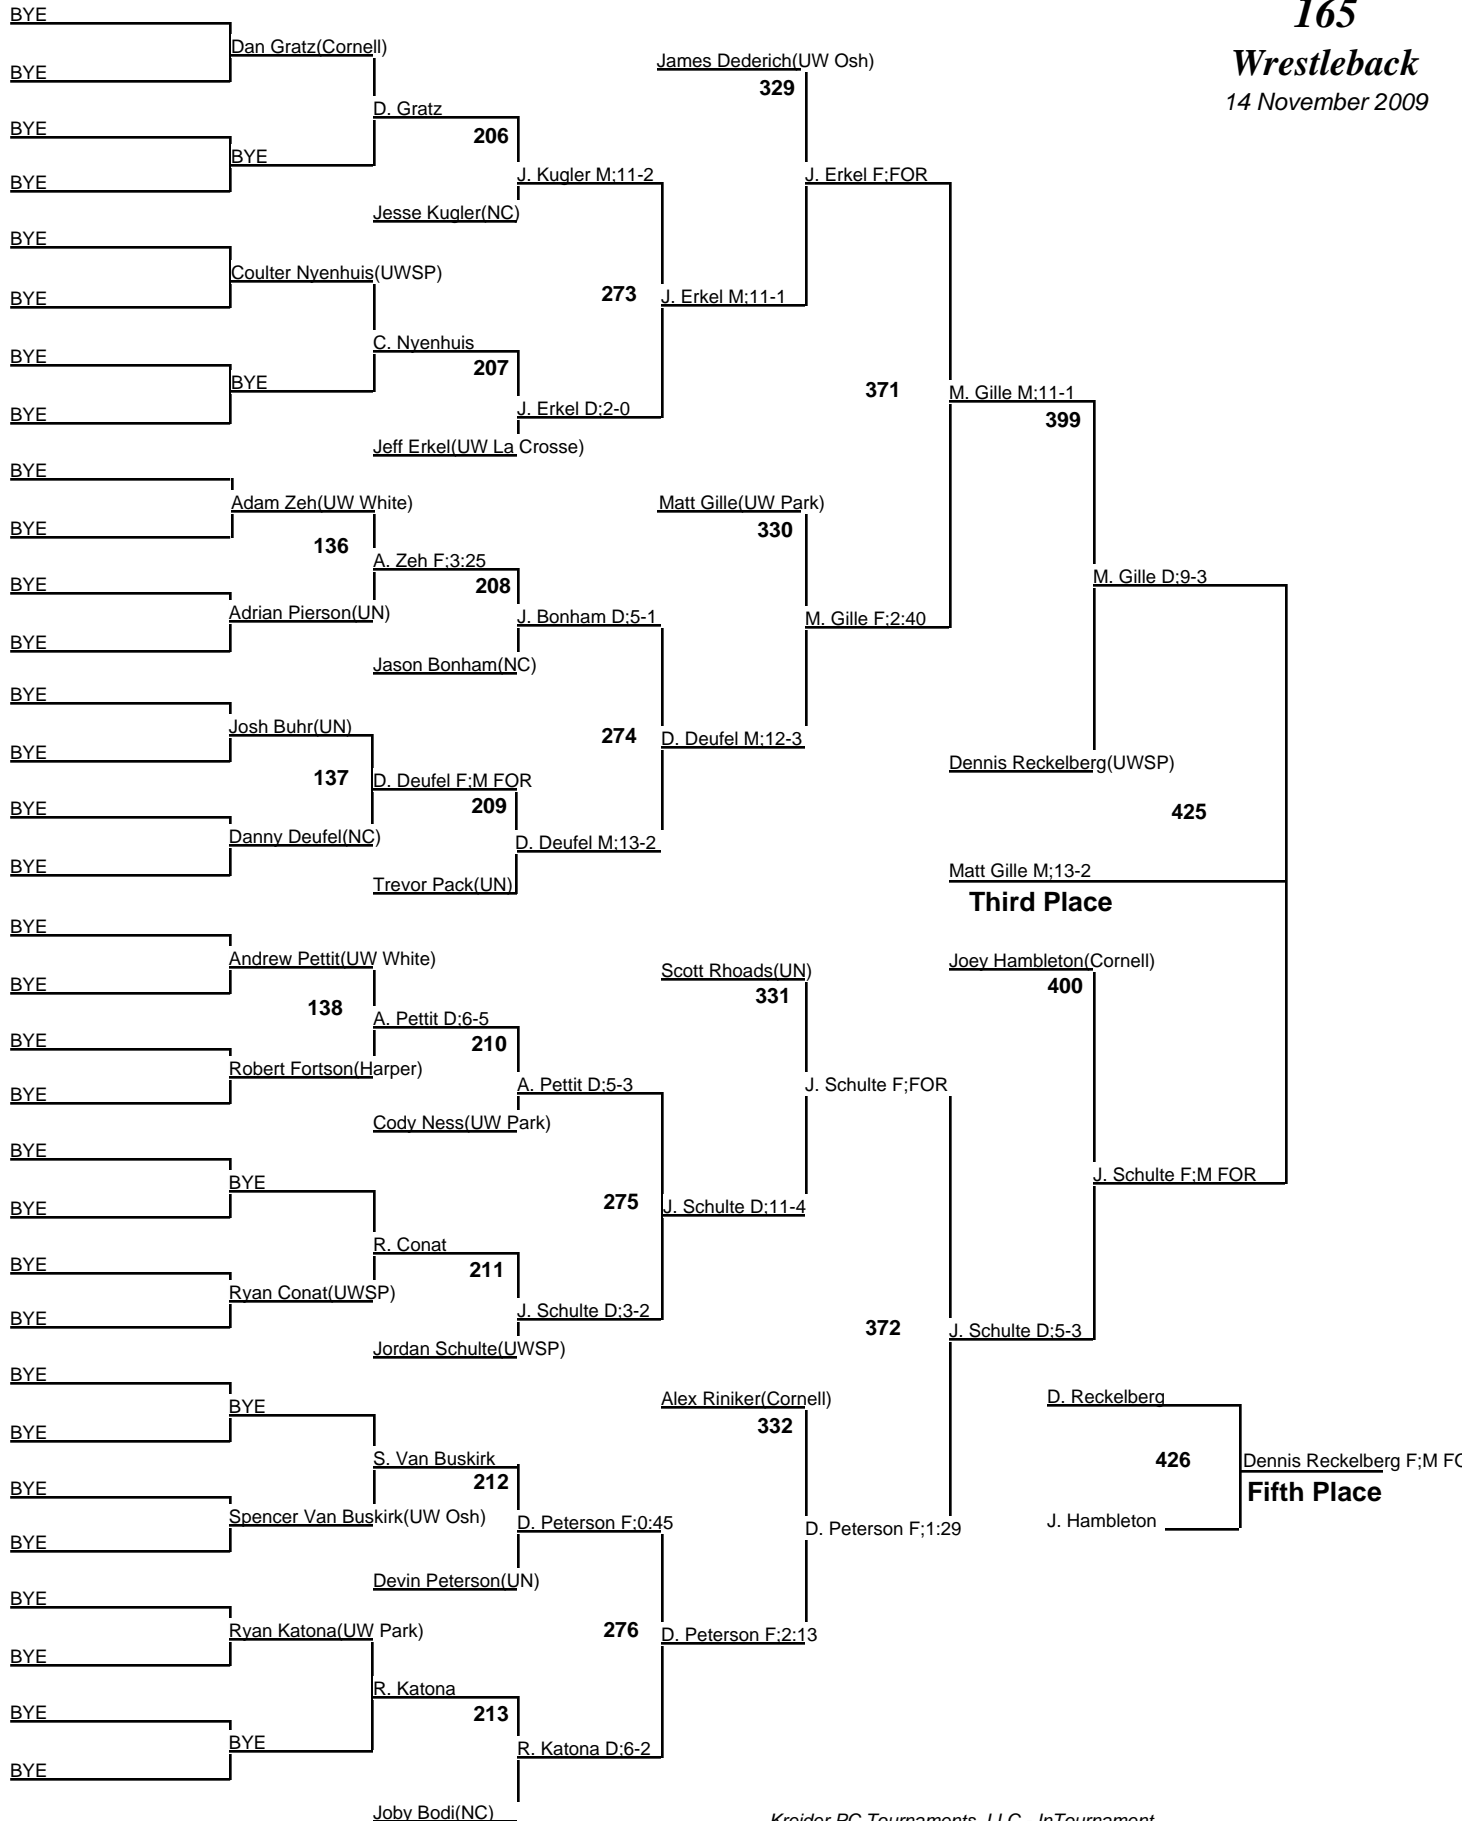 165
Wrestleback
14 November 2009
BYE
Dan Gratz(Cornell)
James Dederich(UW Osh)
BYE
329
D. Gratz
BYE
206
BYE
J. Erkel F;FOR
J. Kugler M;11-2
BYE
Jesse Kugler(NC)
BYE
Coulter Nyenhuis(UWSP)
BYE
273
J. Erkel M;11-1
C. Nyenhuis
BYE
207
BYE
371
M. Gille M;11-1
BYE
J. Erkel D;2-0
399
Jeff Erkel(UW La Crosse)
BYE
Adam Zeh(UW White)
Matt Gille(UW Park)
BYE
330
136
A. Zeh F;3:25
M. Gille D;9-3
BYE
208
Adrian Pierson(UN)
J. Bonham D;5-1
M. Gille F;2:40
BYE
Jason Bonham(NC)
BYE
Josh Buhr(UN)
274
D. Deufel M;12-3
BYE
Dennis Reckelberg(UWSP)
137
D. Deufel F;M FOR
BYE
209
425
Danny Deufel(NC)
D. Deufel M;13-2
BYE
Matt Gille M;13-2
Trevor Pack(UN)
Third Place
BYE
Andrew Pettit(UW White)
Joey Hambleton(Cornell)
Scott Rhoads(UN)
BYE
400
331
138
A. Pettit D;6-5
BYE
210
Robert Fortson(Harper)
A. Pettit D;5-3
J. Schulte F;FOR
BYE
Cody Ness(UW Park)
BYE
BYE
J. Schulte F;M FOR
BYE
275
J. Schulte D;11-4
R. Conat
BYE
211
Ryan Conat(UWSP)
BYE
J. Schulte D;3-2
372
J. Schulte D;5-3
Jordan Schulte(UWSP)
BYE
BYE
Alex Riniker(Cornell)
D. Reckelberg
BYE
332
S. Van Buskirk
426
Dennis Reckelberg F;M FO
BYE
212
Fifth Place
Spencer Van Buskirk(UW Osh)
D. Peterson F;0:45
D. Peterson F;1:29
J. Hambleton
BYE
Devin Peterson(UN)
BYE
Ryan Katona(UW Park)
276
D. Peterson F;2:13
BYE
R. Katona
BYE
213
BYE
R. Katona D;6-2
BYE
Joby Bodi(NC)
Kreider PC Tournaments, LLC - InTournament